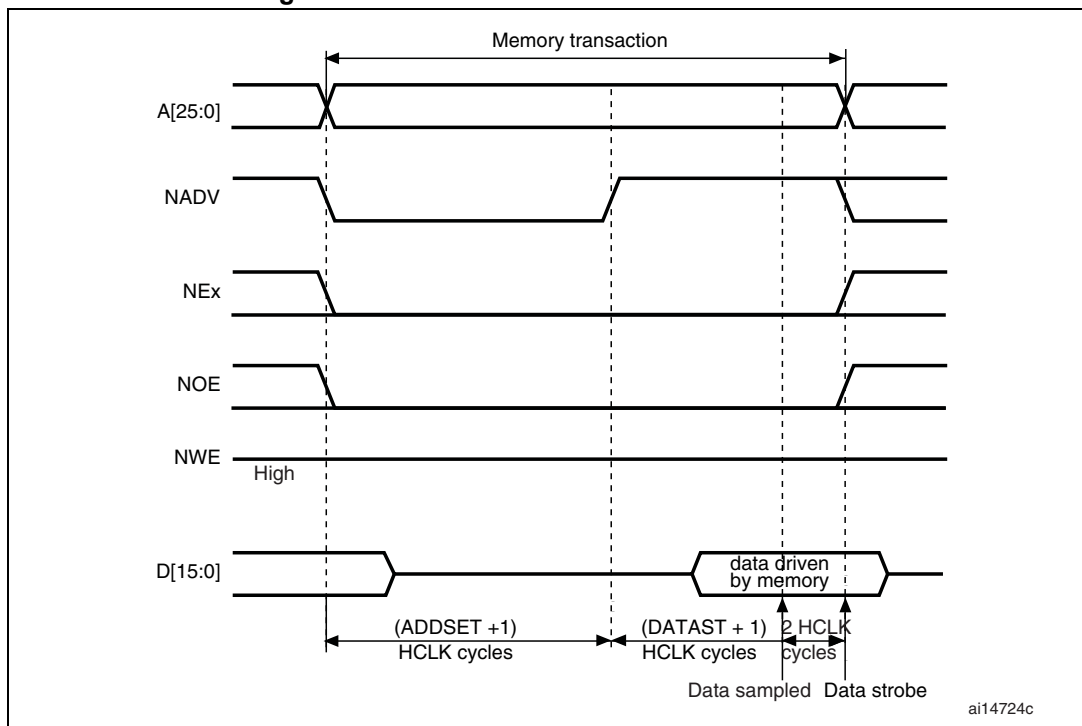 Memory transaction
A[25:0]
NADV
NEx
NOE
NWE
High
D[15:0]
data driven
by memory
(ADDSET +1)
HCLK cycles
(DATAST + 1)
HCLK cycles
2 HCLK
cycles
Data sampled
Data strobe
ai14724c